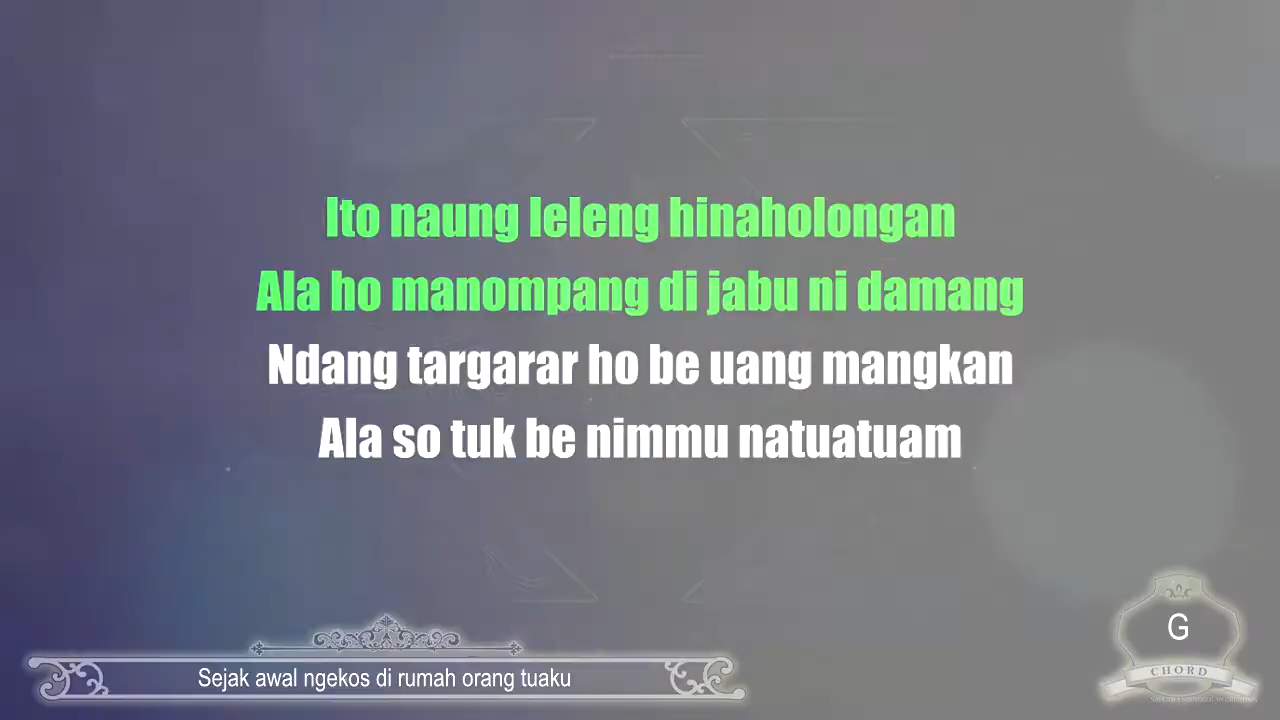 Ito naung leleng hinaholongan
Ala ho manompang di jabu ni damang
Ndang targarar ho be uang mangkan
Ala so tuk be nimmu natuatuam
Sejak awal ngekos di rumah orang tuaku
G
CHORD